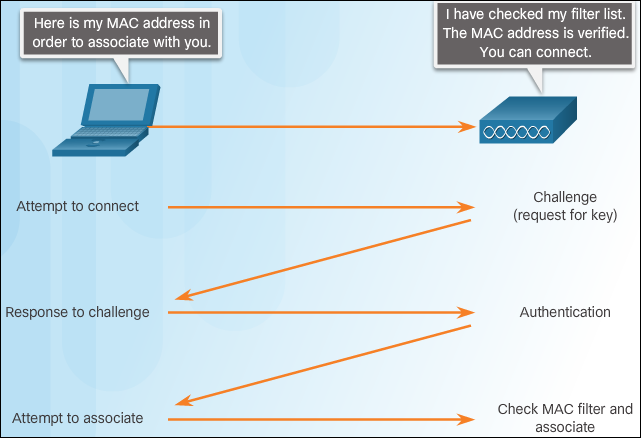 Here is my MAC address in
order to associate with you.
I have checked my filter list.
The MAC address is verified.
You can connect.
Attempt to connect
Challenge
(request for key)
Response to challenge
Authentication
Attempt to associate
Check MAC filter and
associate